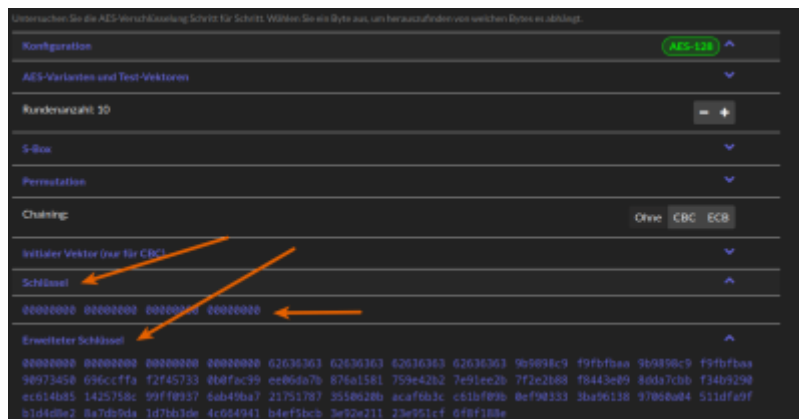 Untersuchen Sie die AES-Verschlüsselung Schritt für Schritt. Wählen Sie ein Byte aus, um herauszufinden von welchen Bytes es abhängt.
Konfiguration AES-128
AES-Varianten und Test-Vektoren
Rundenanzahl: 10 − +
S-Box
Permutation
Chaining: Ohne CBC ECB
Initialer Vektor (nur für CBC)
Schlüssel
00000000 00000000 00000000 00000000
Erweiterter Schlüssel
00000000 00000000 00000000 00000000 62636363 62636363 62636363 62636363 9b9898c9 f9fbfbaa 9b9898c9 f9fbfbaa
90973450 696ccffa f2f45733 0b0fac99 ee06da7b 876a1581 759e42b2 7e91ee2b 7f2e2b88 f8443e09 8dda7cbb f34b9290
ec614b85 1425758c 99ff0937 6ab49ba7 21751787 3550620b acaf6b3c c61bf09b 0ef90333 3ba96138 97060a04 511dfa9f
b1d4d8e2 8a7db9da 1d7bb3de 4c664941 b4ef5bcb 3e92e211 23e951cf 6f8f188e